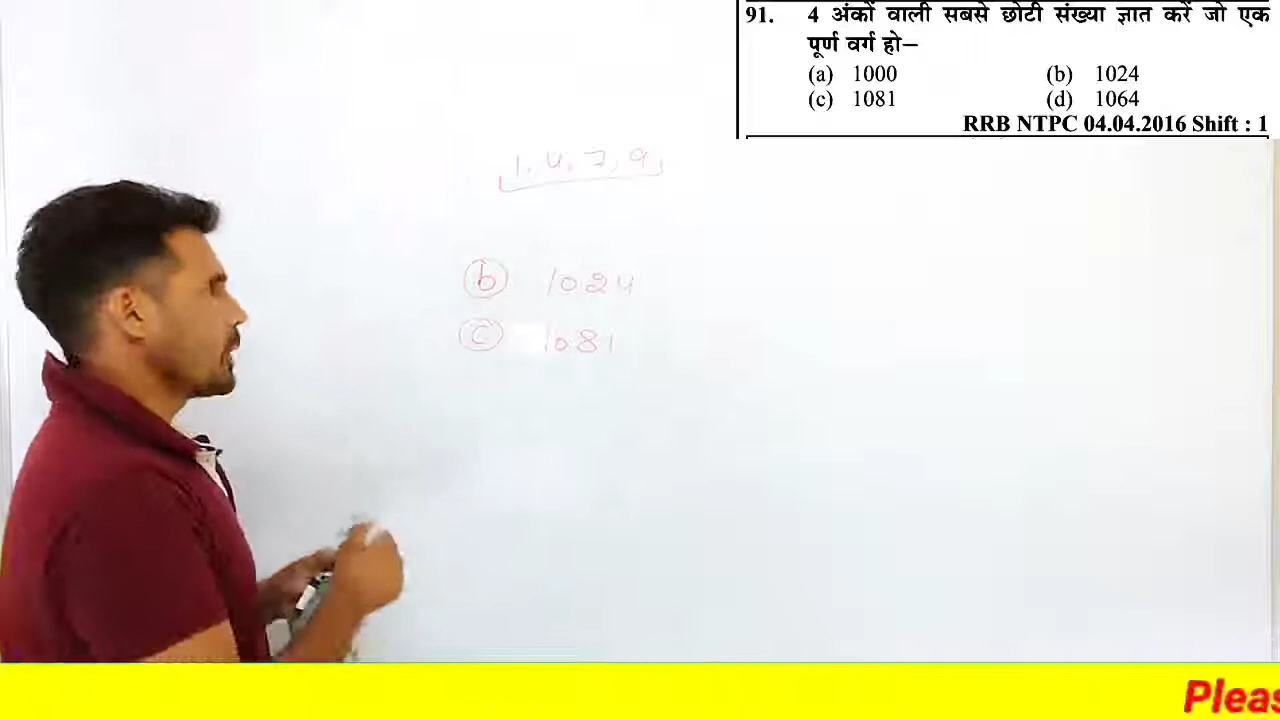 91. 4 अंकों वाली सबसे छोटी संख्या ज्ञात करें जो एक
पूर्ण वर्ग हो–
(a) 1000 (b) 1024
(c) 1081 (d) 1064
RRB NTPC 04.04.2016 Shift : 1
1, 4, 7, 9,
b 1024
c 1081
Pleas